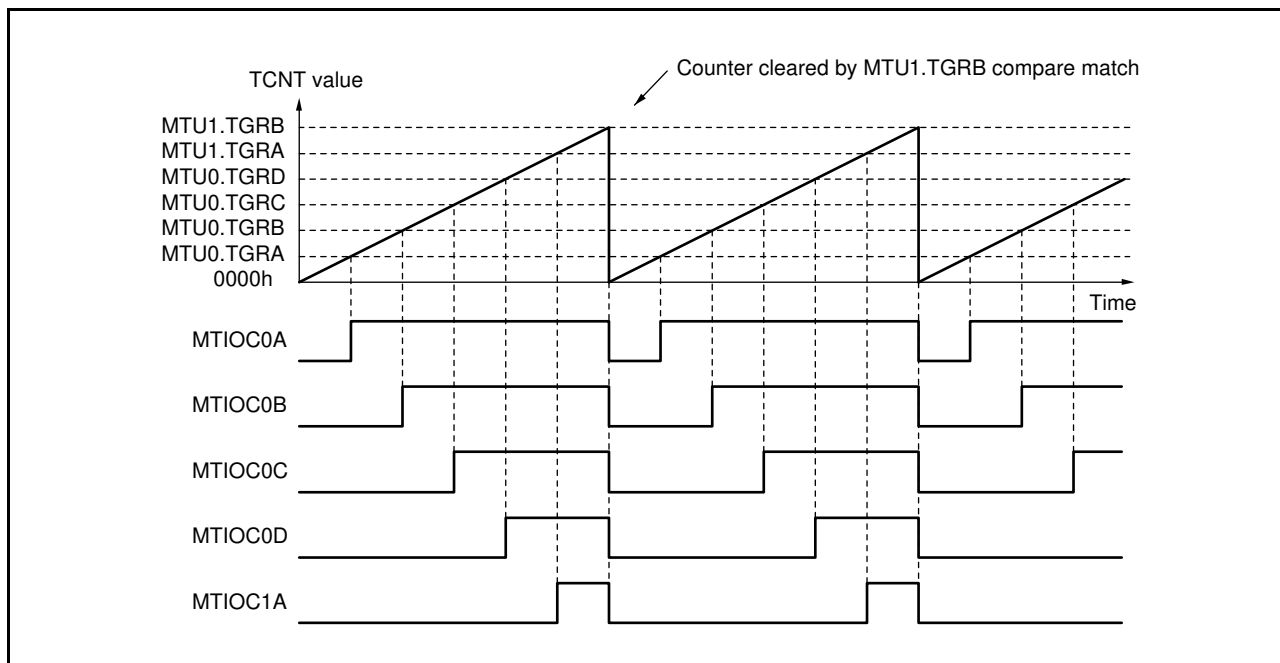 Counter cleared by MTU1.TGRB compare match
TCNT value
MTU1.TGRB
MTU1.TGRA
MTU0.TGRD
MTU0.TGRC
MTU0.TGRB
MTU0.TGRA
0000h
Time
MTIOC0A
MTIOC0B
MTIOC0C
MTIOC0D
MTIOC1A